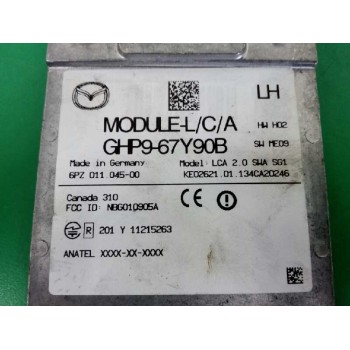 LH
MODULE-L/C/A
HW H02
GHP9-67Y90B
SW ME09
Made in Germany
Model: LCA 2.0 SWA SG1
6PZ 011 045-00
KE02621.01.134CA20246
Canada 310
FCC ID: NBG010905A
R 201 Y 11215263
ANATEL XXXX-XX-XXXX